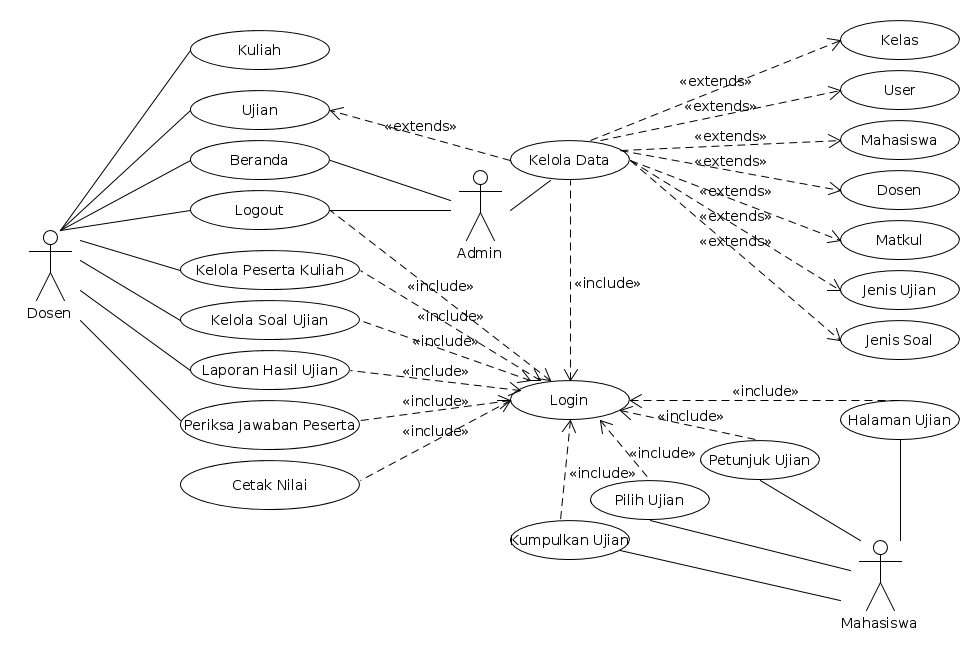 Kuliah
Kelas
«extends»
User
Ujian
«extends»
«extends»
Mahasiswa
«extends»
Beranda
Kelola Data
«extends»
Dosen
«extends»
Logout
«extends»
Matkul
«extends»
Admin
Kelola Peserta Kuliah
«include»
«include»
Jenis Ujian
Dosen
«include»
Kelola Soal Ujian
«include»
Jenis Soal
Laporan Hasil Ujian
«include»
«include»
Login
«include»
«include»
Halaman Ujian
Periksa Jawaban Peserta
«include»
«include»
Petunjuk Ujian
«include»
Cetak Nilai
Pilih Ujian
Kumpulkan Ujian
Mahasiswa